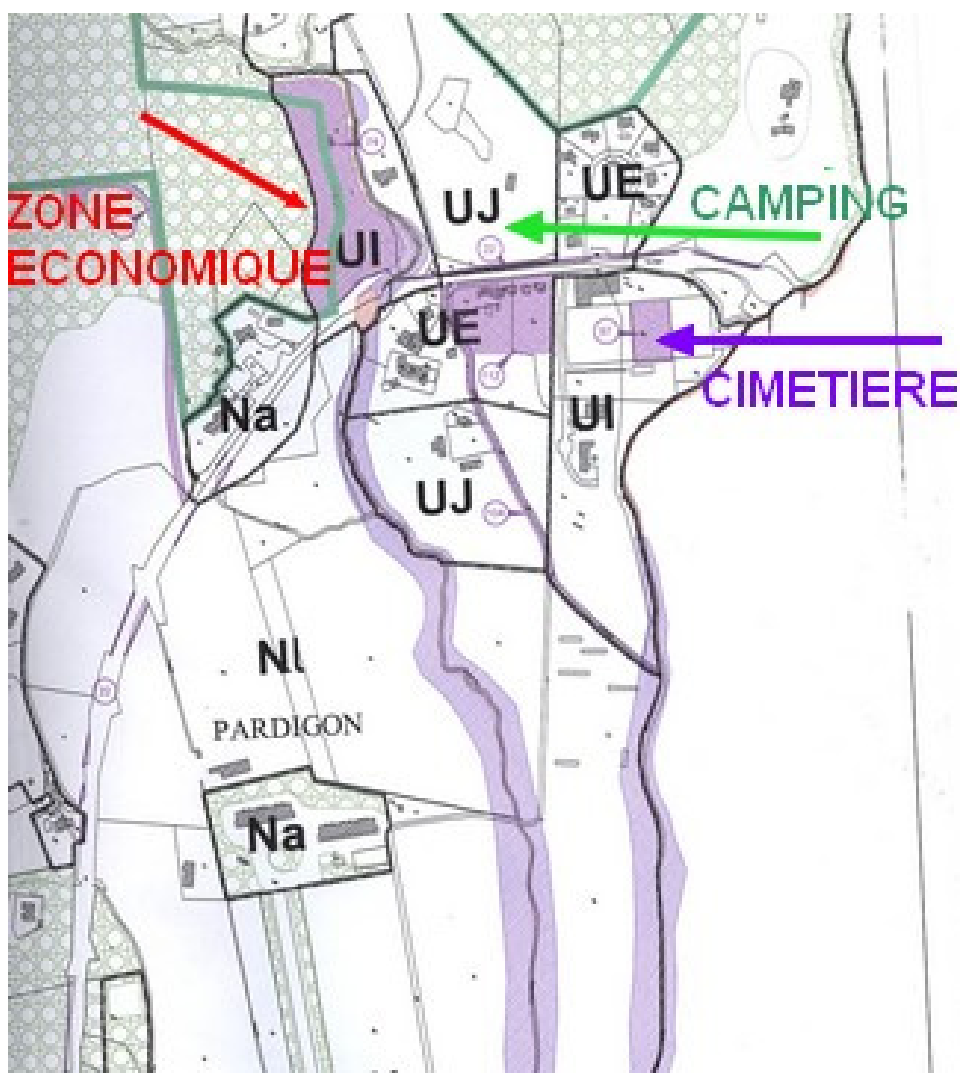 UE
CAMPING
UJ
ZONE
ECONOMIQUE
UI
UE
CIMETIERE
Na
UI
UJ
Nl
PARDIGON
Na